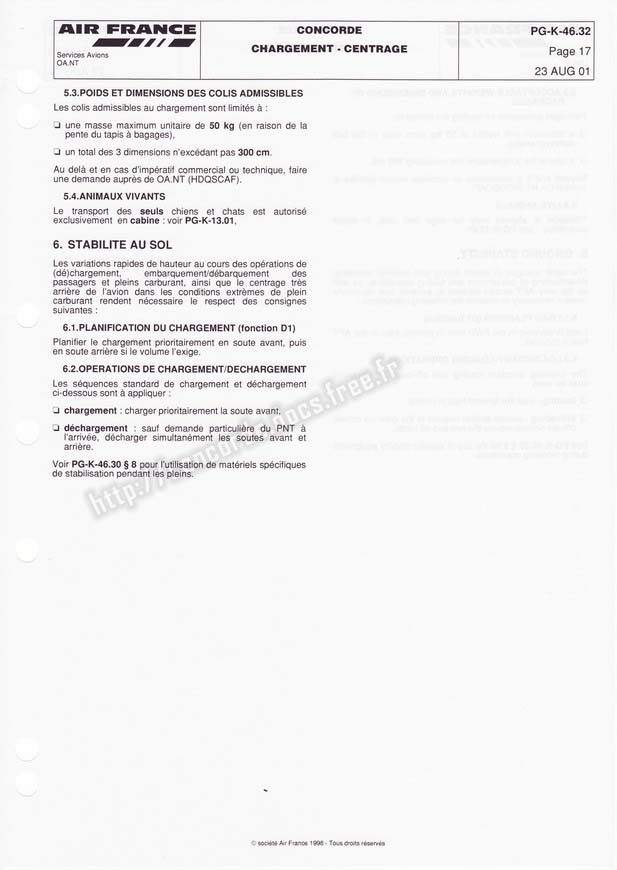 AIR FRANCE
Services Avions
OA.NT
CONCORDE
CHARGEMENT - CENTRAGE
PG-K-46.32
Page 17
23 AUG 01
5.3.POIDS ET DIMENSIONS DES COLIS ADMISSIBLES
Les colis admissibles au chargement sont limités à :
❑ une masse maximum unitaire de 50 kg (en raison de la
pente du tapis à bagages),
❑ un total des 3 dimensions n'excédant pas 300 cm.
Au delà et en cas d'impératif commercial ou technique, faire
une demande auprès de OA.NT (HDQSCAF).
5.4.ANIMAUX VIVANTS
Le transport des seuls chiens et chats est autorisé
exclusivement en cabine : voir PG-K-13.01,
6. STABILITE AU SOL
Les variations rapides de hauteur au cours des opérations de
(dé)chargement, embarquement/débarquement des
passagers et pleins carburant, ainsi que le centrage très
arrière de l'avion dans les conditions extrêmes de plein
carburant rendent nécessaire le respect des consignes
suivantes :
6.1.PLANIFICATION DU CHARGEMENT (fonction D1)
Planifier le chargement prioritairement en soute avant, puis
en soute arrière si le volume l'exige.
6.2.OPERATIONS DE CHARGEMENT/DECHARGEMENT
Les séquences standard de chargement et déchargement
ci-dessous sont à appliquer :
❑ chargement : charger prioritairement la soute avant,
❑ déchargement : sauf demande particulière du PNT à
l'arrivée, décharger simultanément les soutes avant et
arrière.
Voir PG-K-46.30 § 8 pour l'utilisation de matériels spécifiques
de stabilisation pendant les pleins.
http://concorde-docs.free.fr
© société Air France 1998 - Tous droits réservés